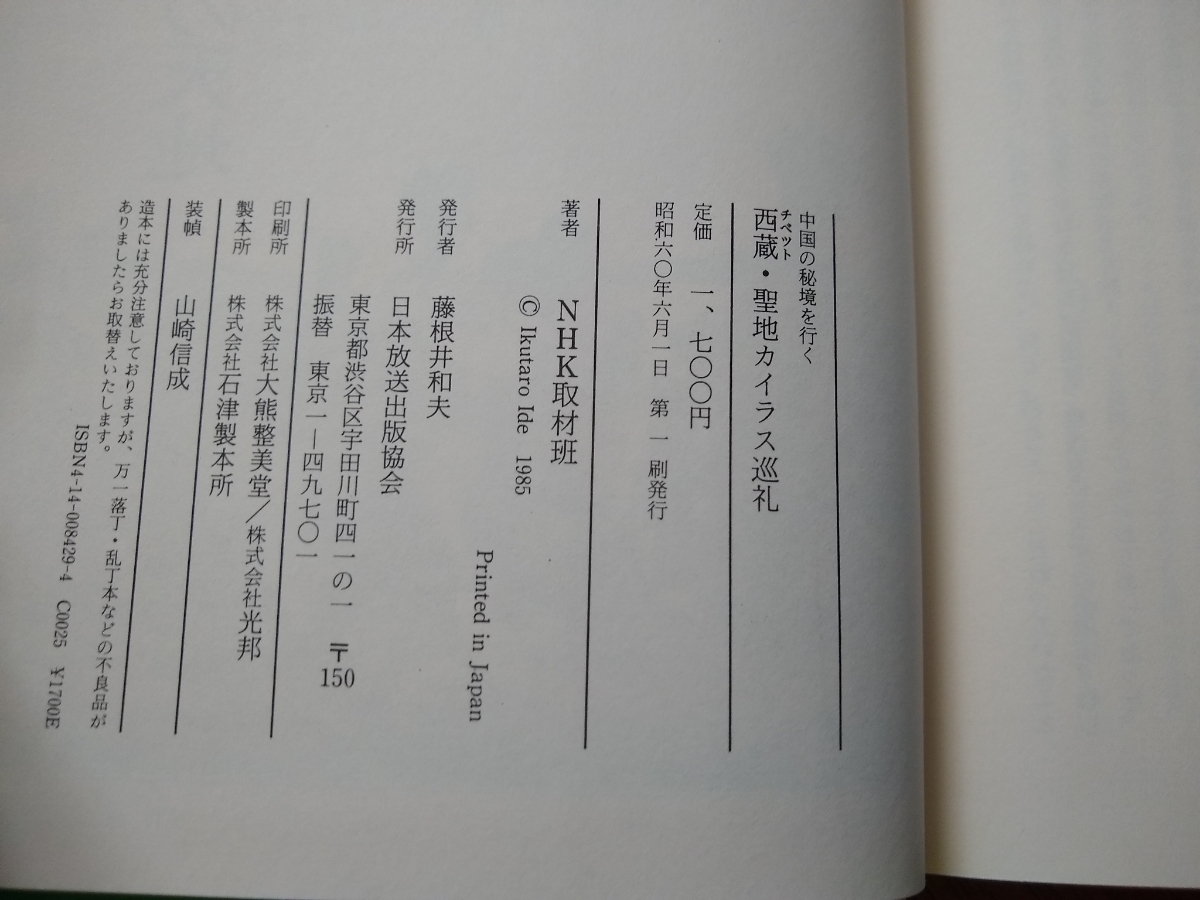 中国の秘境を行く
西蔵・聖地カイラス巡礼
チベット
定価 一、七〇〇円
昭和六〇年六月一日 第一刷発行
著者 NHK取材班
© Ikutaro Ide 1985
Printed in Japan
発行者 藤根井和夫
発行所 日本放送出版協会
東京都渋谷区宇田川町四一の一 〒150
振替 東京一―四九七〇一
印刷所 株式会社大熊整美堂/株式会社光邦
製本所 株式会社石津製本所
装幀 山崎信成
造本には充分注意しておりますが、万一落丁・乱丁本などの不良品が
ありましたらお取替えいたします。
ISBN4-14-008429-4 C0025 ¥1700E